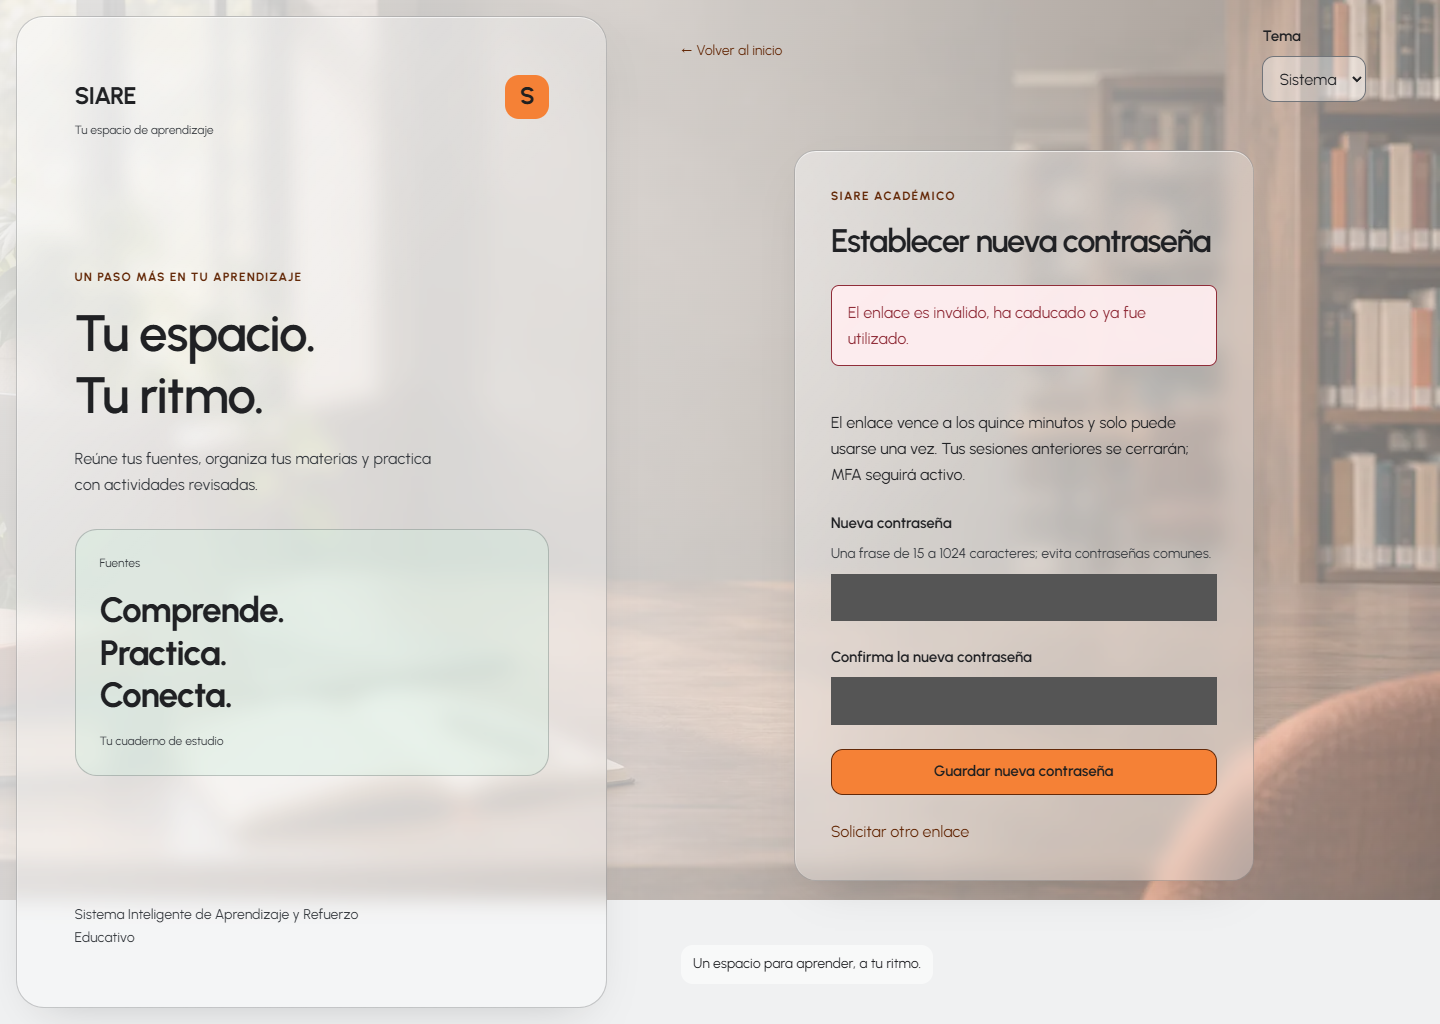 SIARE
S
Tu espacio de aprendizaje
UN PASO MÁS EN TU APRENDIZAJE
Tu espacio.
Tu ritmo.
Reúne tus fuentes, organiza tus materias y practica
con actividades revisadas.
Fuentes
Comprende.
Practica.
Conecta.
Tu cuaderno de estudio
Sistema Inteligente de Aprendizaje y Refuerzo
Educativo
← Volver al inicio
Tema
Sistema
SIARE ACADÉMICO
Establecer nueva contraseña
El enlace es inválido, ha caducado o ya fue
utilizado.
El enlace vence a los quince minutos y solo puede
usarse una vez. Tus sesiones anteriores se cerrarán;
MFA seguirá activo.
Nueva contraseña
Una frase de 15 a 1024 caracteres; evita contraseñas comunes.
Confirma la nueva contraseña
Guardar nueva contraseña
Solicitar otro enlace
Un espacio para aprender, a tu ritmo.